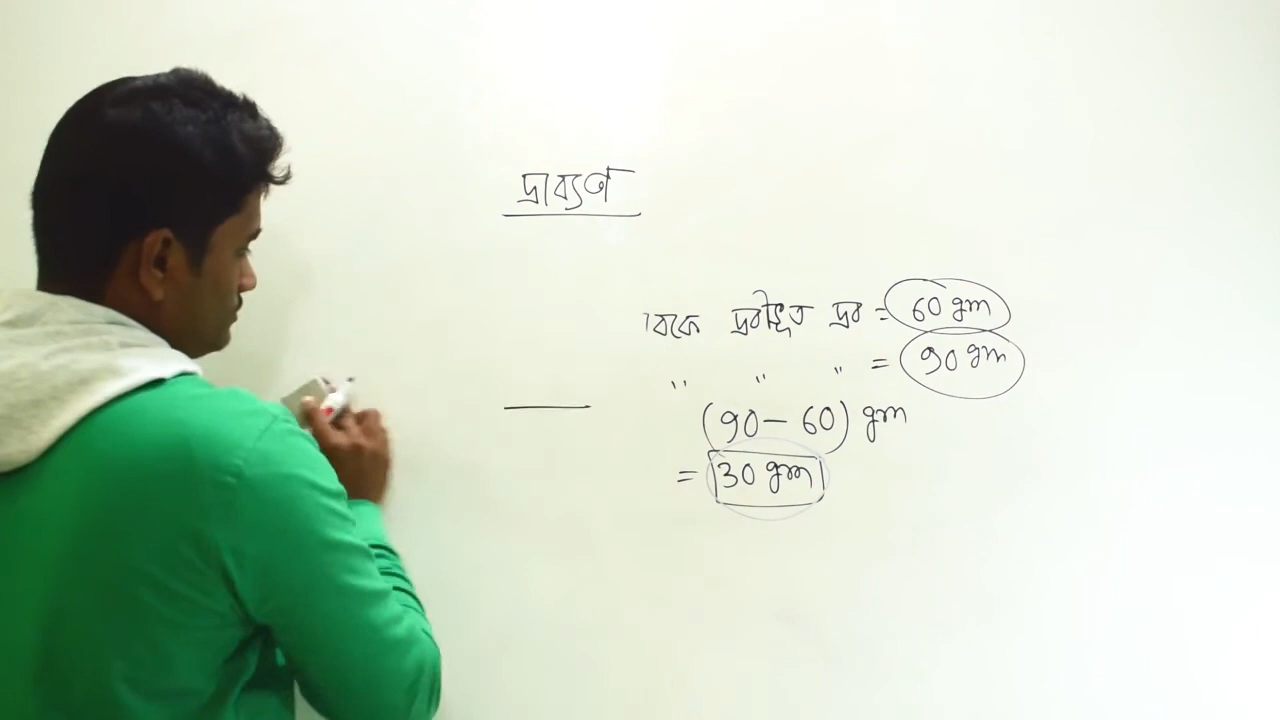 দ্রাব্যতা
দ্রবীভূত দ্রব = 60 gm
" " " = 90 gm
(90 - 60) gm
= 30 gm